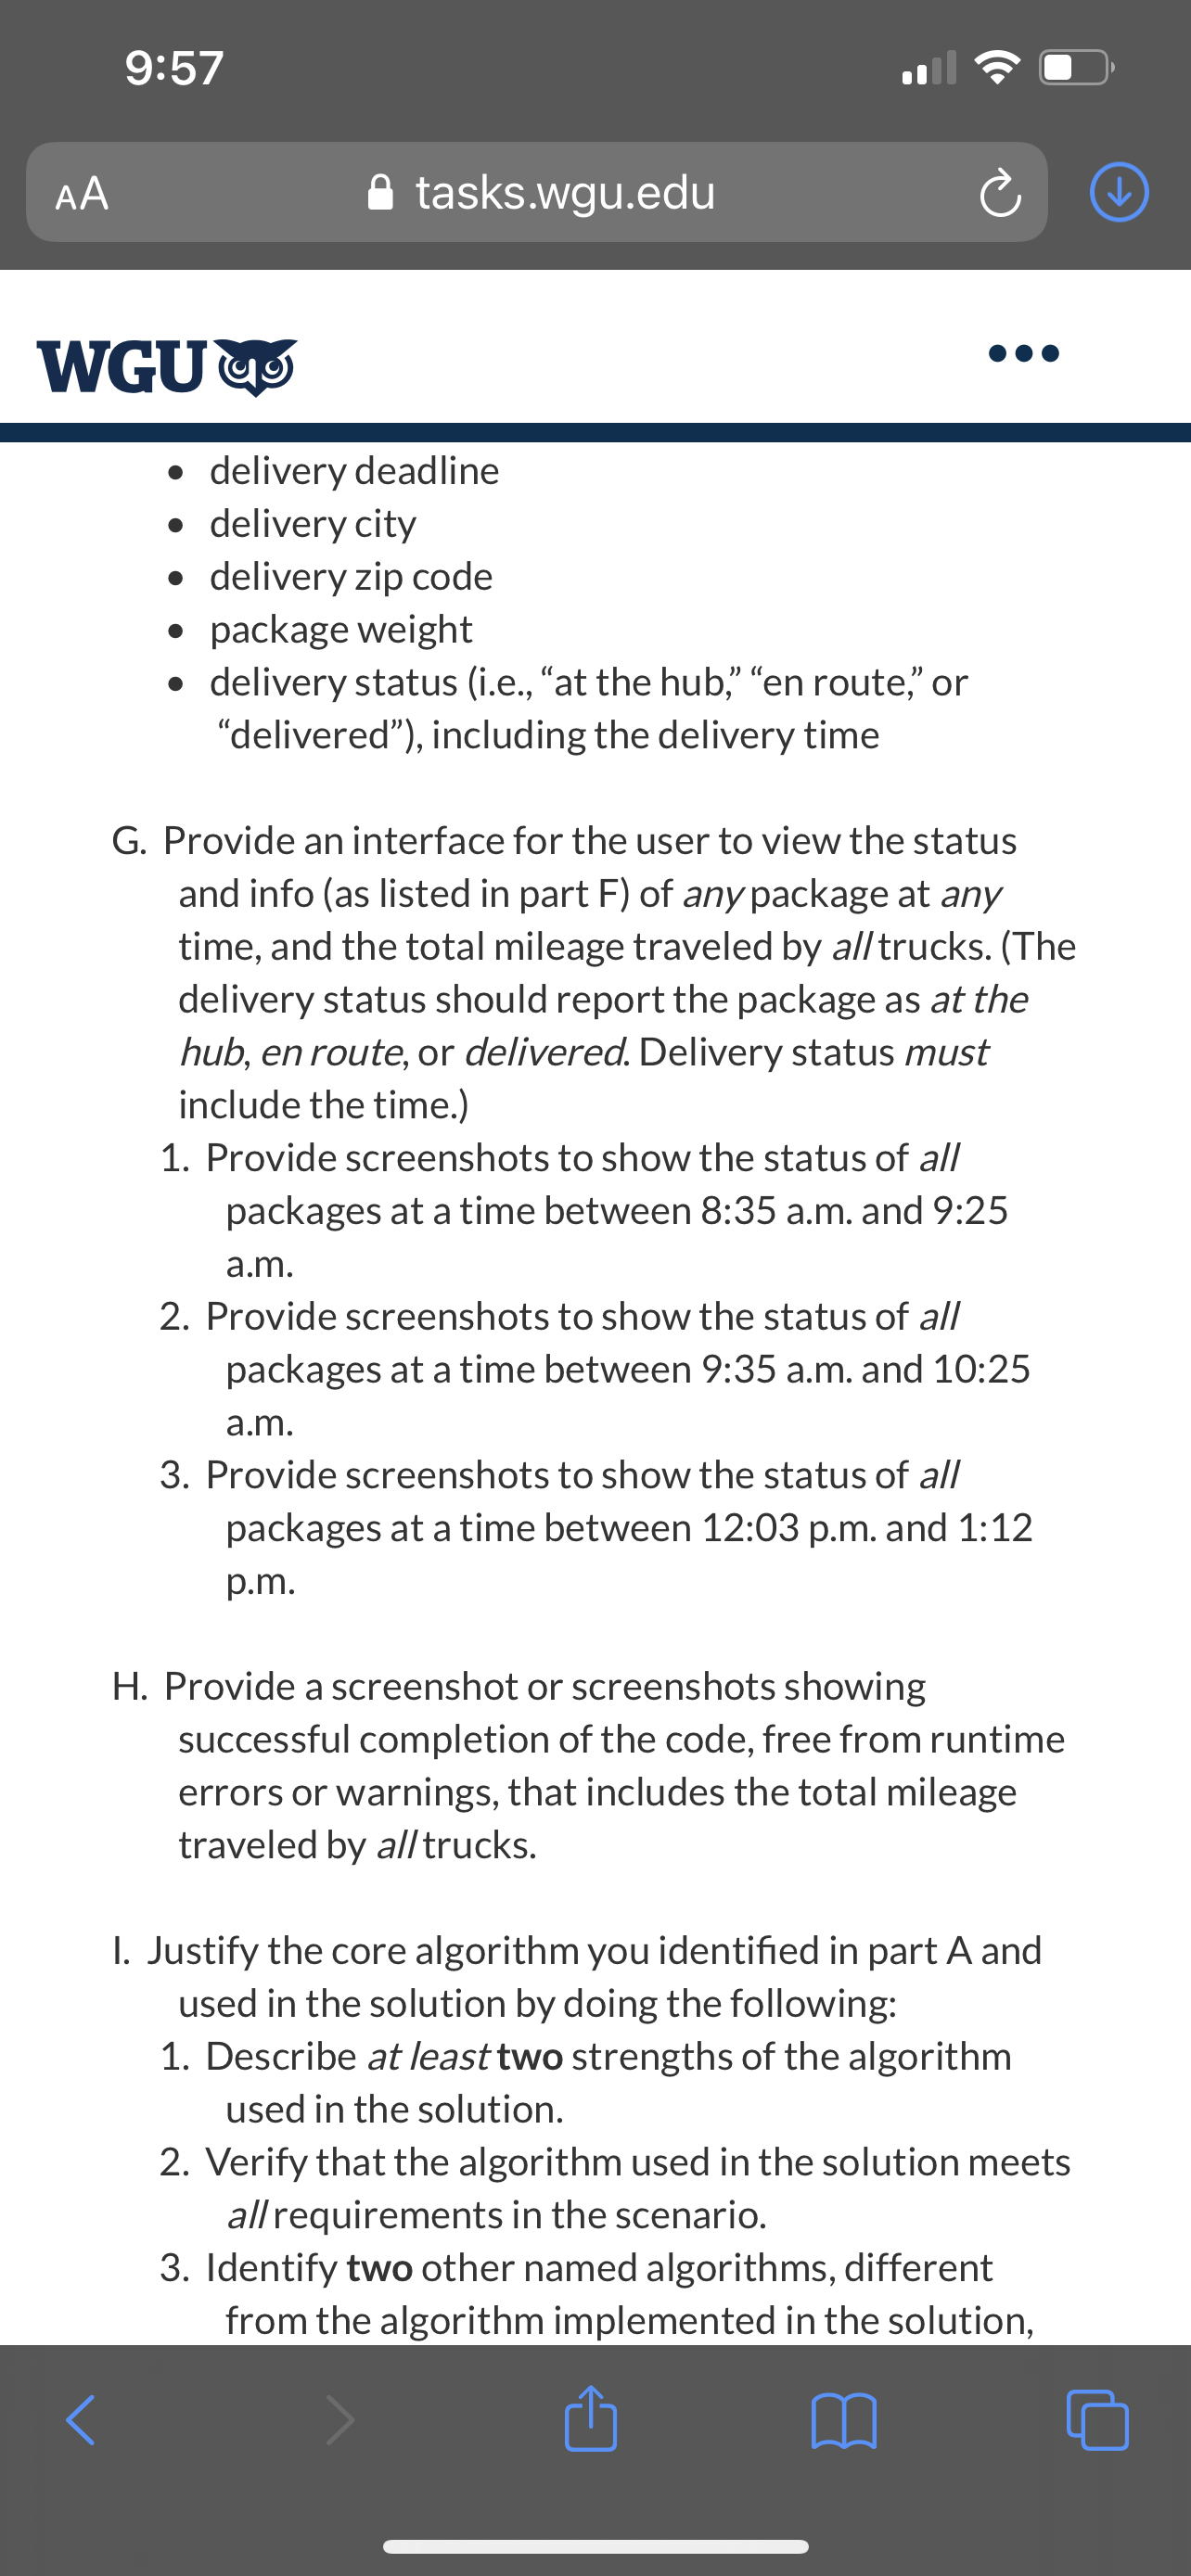 9:57
AA tasks.wgu.edu
WGU
• delivery deadline
• delivery city
• delivery zip code
• package weight
• delivery status (i.e., “at the hub,” “en route,” or
“delivered”), including the delivery time
G. Provide an interface for the user to view the status
and info (as listed in part F) of any package at any
time, and the total mileage traveled by all trucks. (The
delivery status should report the package as at the
hub, en route, or delivered. Delivery status must
include the time.)
1. Provide screenshots to show the status of all
packages at a time between 8:35 a.m. and 9:25
a.m.
2. Provide screenshots to show the status of all
packages at a time between 9:35 a.m. and 10:25
a.m.
3. Provide screenshots to show the status of all
packages at a time between 12:03 p.m. and 1:12
p.m.
H. Provide a screenshot or screenshots showing
successful completion of the code, free from runtime
errors or warnings, that includes the total mileage
traveled by all trucks.
I. Justify the core algorithm you identified in part A and
used in the solution by doing the following:
1. Describe at least two strengths of the algorithm
used in the solution.
2. Verify that the algorithm used in the solution meets
all requirements in the scenario.
3. Identify two other named algorithms, different
from the algorithm implemented in the solution,